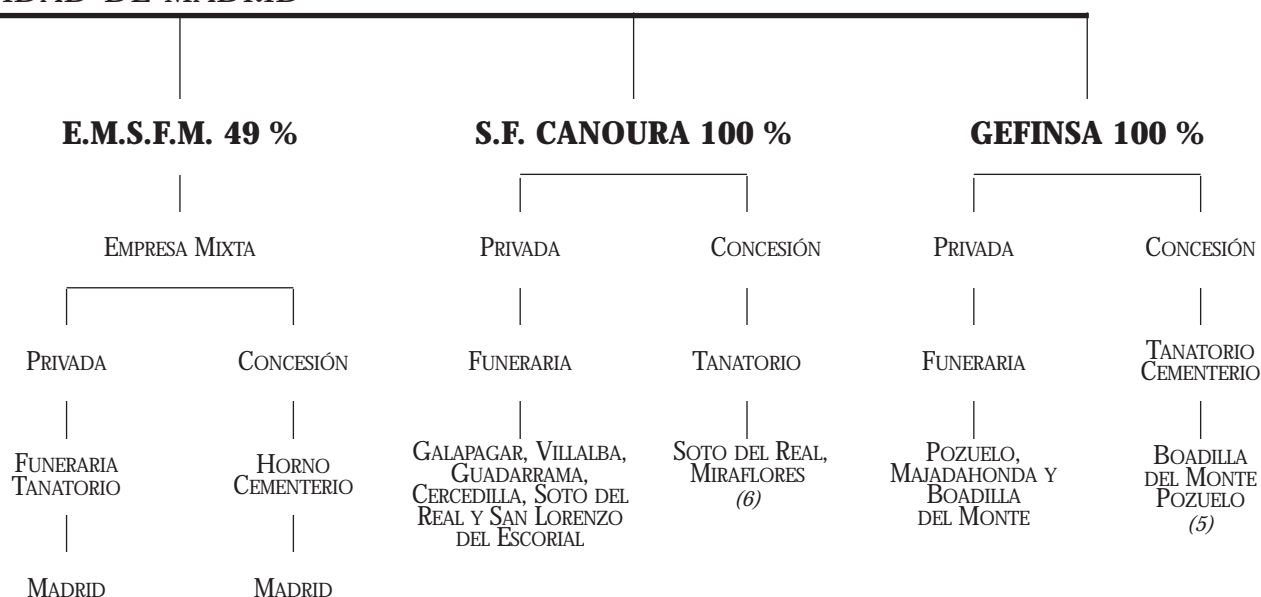 IDAD DE MADRID
E.M.S.F.M. 49 %
S.F. CANOURA 100 %
GEFINSA 100 %
EMPRESA MIXTA
PRIVADA
CONCESIÓN
PRIVADA
CONCESIÓN
PRIVADA
CONCESIÓN
FUNERARIA
TANATORIO
FUNERARIA
TANATORIO
CEMENTERIO
FUNERARIA
TANATORIO
HORNO
CEMENTERIO
GALAPAGAR, VILLALBA,
GUADARRAMA,
CERCEDILLA, SOTO DEL
REAL Y SAN LORENZO
DEL ESCORIAL
SOTO DEL REAL,
MIRAFLORES
(6)
POZUELO,
MAJADAHONDA Y
BOADILLA
DEL MONTE
BOADILLA
DEL MONTE
POZUELO
(5)
MADRID
MADRID